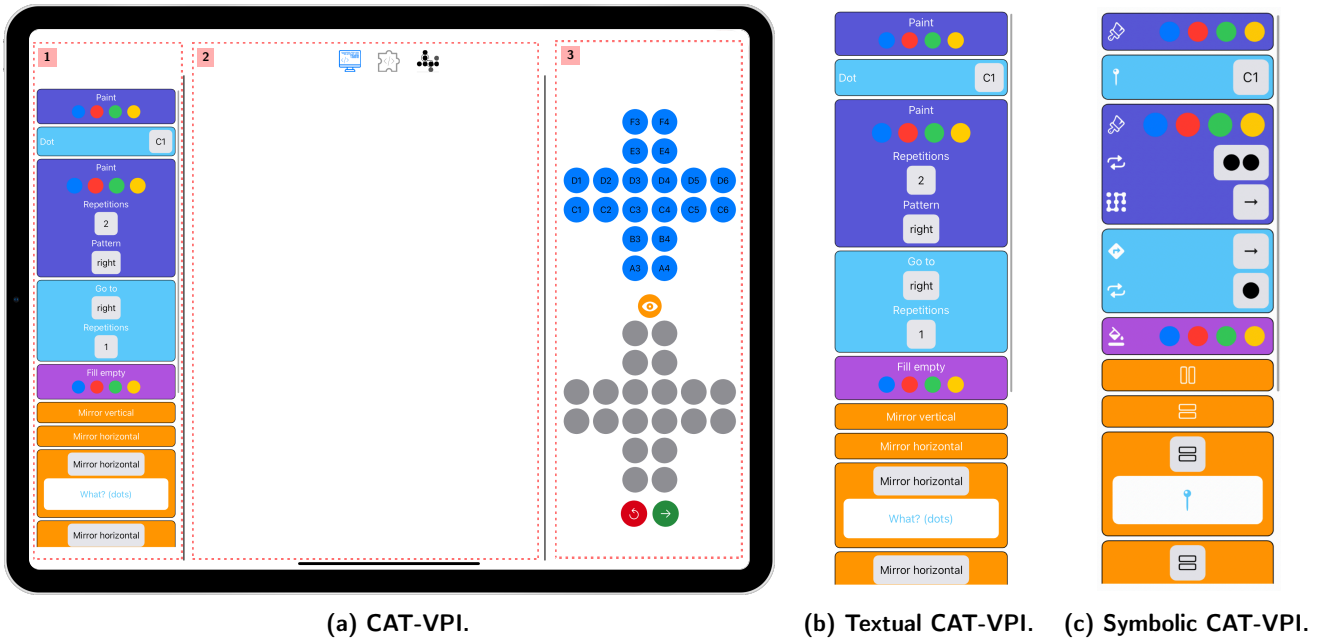 1
2
3
Paint
Dot C1
Paint
Repetitions
2
Pattern
right
Go to
right
Repetitions
1
Fill empty
Mirror vertical
Mirror horizontal
Mirror horizontal
What? (dots)
Mirror horizontal
F3 F4
E3 E4
D1 D2 D3 D4 D5 D6
C1 C2 C3 C4 C5 C6
B3 B4
A3 A4
(a) CAT-VPI.
Paint
Dot C1
Paint
Repetitions
2
Pattern
right
Go to
right
Repetitions
1
Fill empty
Mirror vertical
Mirror horizontal
Mirror horizontal
What? (dots)
Mirror horizontal
(b) Textual CAT-VPI.
C1
(c) Symbolic CAT-VPI.